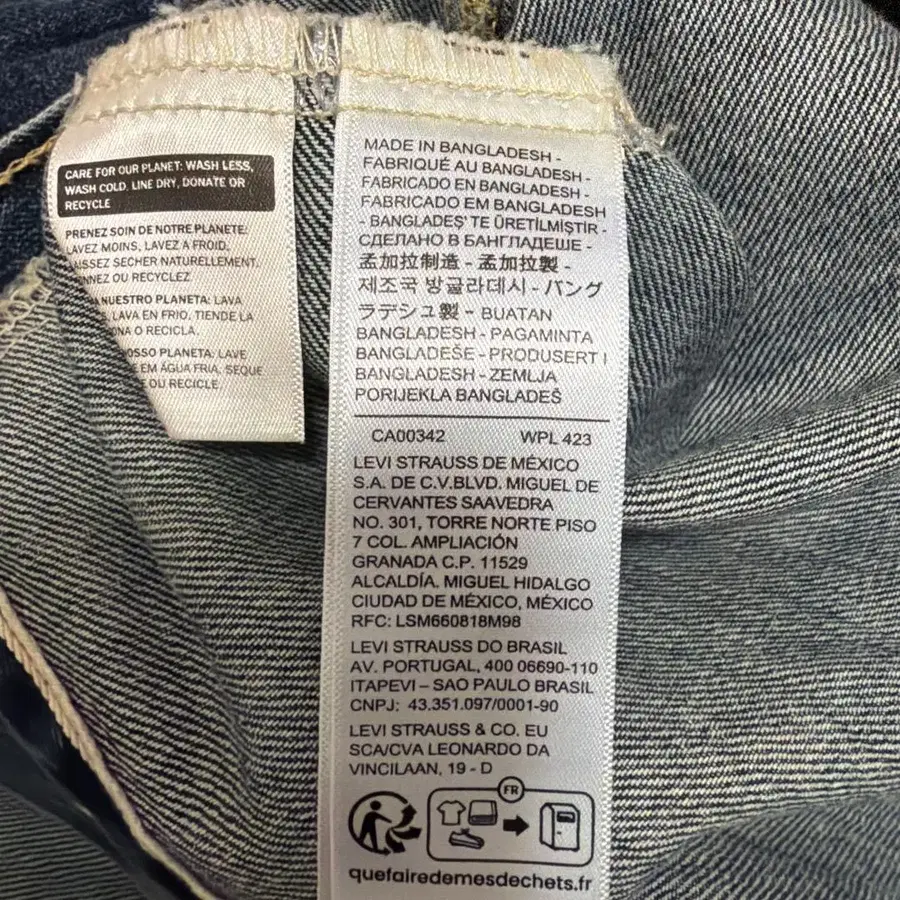 CARE FOR OUR PLANET: WASH LESS,
WASH COLD, LINE DRY, DONATE OR
RECYCLE
PRENEZ SOIN DE NOTRE PLANETE:
LAVEZ MOINS, LAVEZ A FROID,
SECHER NATURELLEMENT.
OU RECYCLEZ
NUESTRO PLANETA: LAVA
LAVA EN FRIO, TIENDE LA
O RECICLA.
PLANETA: LAVE
EM ÁGUA FRIA, SEQUE
OU RECICLE
MADE IN BANGLADESH -
FABRIQUÉ AU BANGLADESH -
FABRICADO EN BANGLADESH -
FABRICADO EM BANGLADESH
- BANGLADEŞ' TE ÜRETİLMİŞTİR -
СДЕЛАНО В БАНГЛАДЕШЕ -
孟加拉制造 - 孟加拉製 -
제조국 방글라데시 - バング
ラデシュ製 - BUATAN
BANGLADESH - PAGAMINTA
BANGLADEŠE - PRODUSERT I
BANGLADESH - ZEMLJA
PORIJEKLA BANGLADEŠ
CA00342 WPL 423
LEVI STRAUSS DE MÉXICO
S.A. DE C.V.BLVD. MIGUEL DE
CERVANTES SAAVEDRA
NO. 301, TORRE NORTE PISO
7 COL. AMPLIACIÓN
GRANADA C.P. 11529
ALCALDÍA. MIGUEL HIDALGO
CIUDAD DE MÉXICO, MÉXICO
RFC: LSM660818M98
LEVI STRAUSS DO BRASIL
AV. PORTUGAL, 400 06690-110
ITAPEVI – SAO PAULO BRASIL
CNPJ: 43.351.097/0001-90
LEVI STRAUSS & CO. EU
SCA/CVA LEONARDO DA
VINCILAAN, 19 - D
FR
quefairedemesdechets.fr